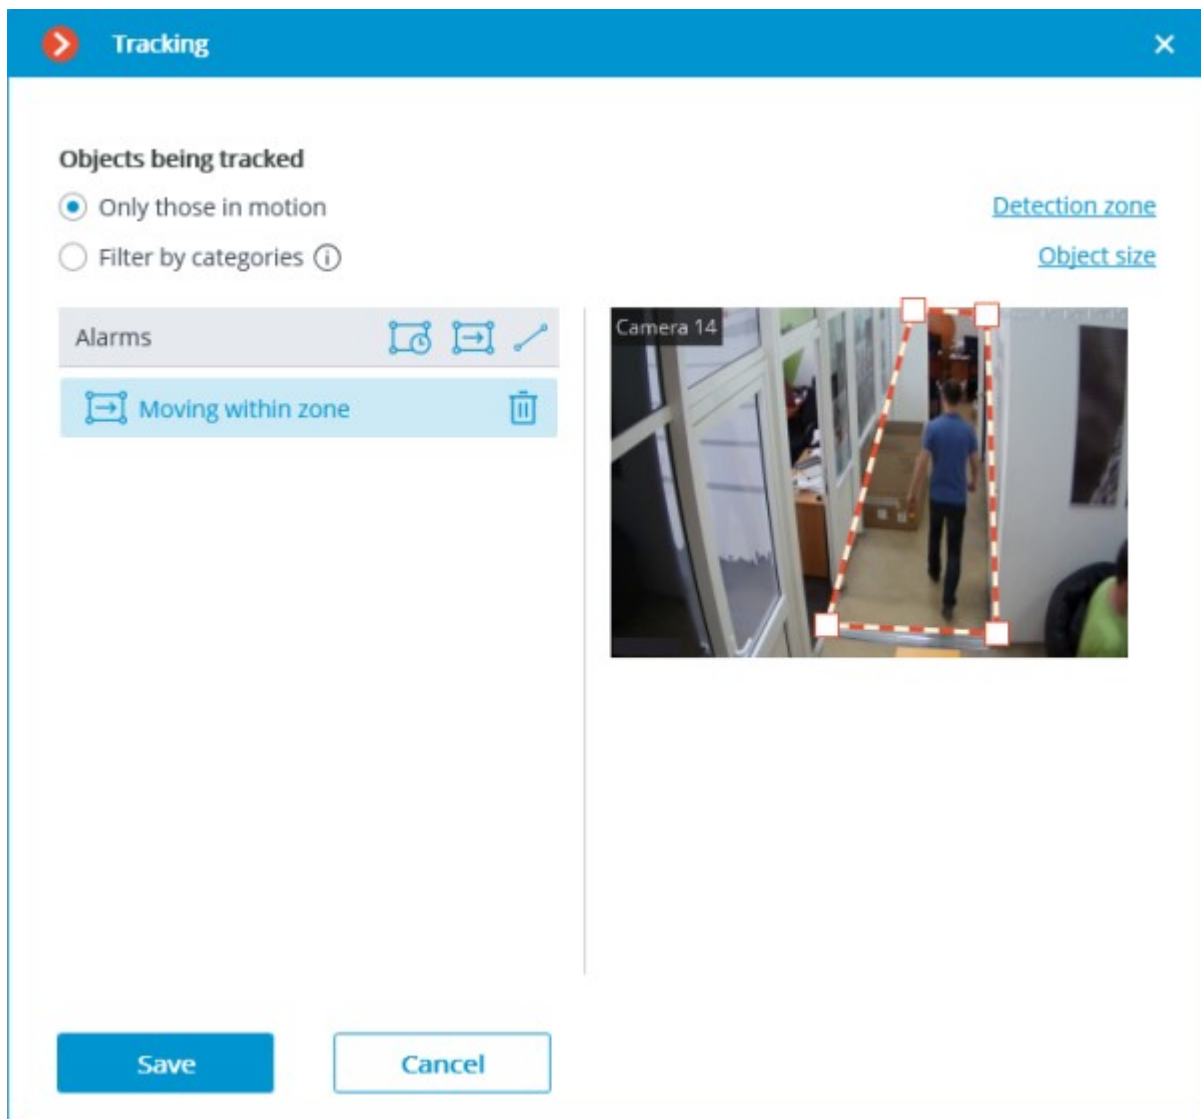 Tracking
Objects being tracked
Only those in motion
Detection zone
Filter by categories
Object size
Alarms
Camera 14
Moving within zone
Save
Cancel